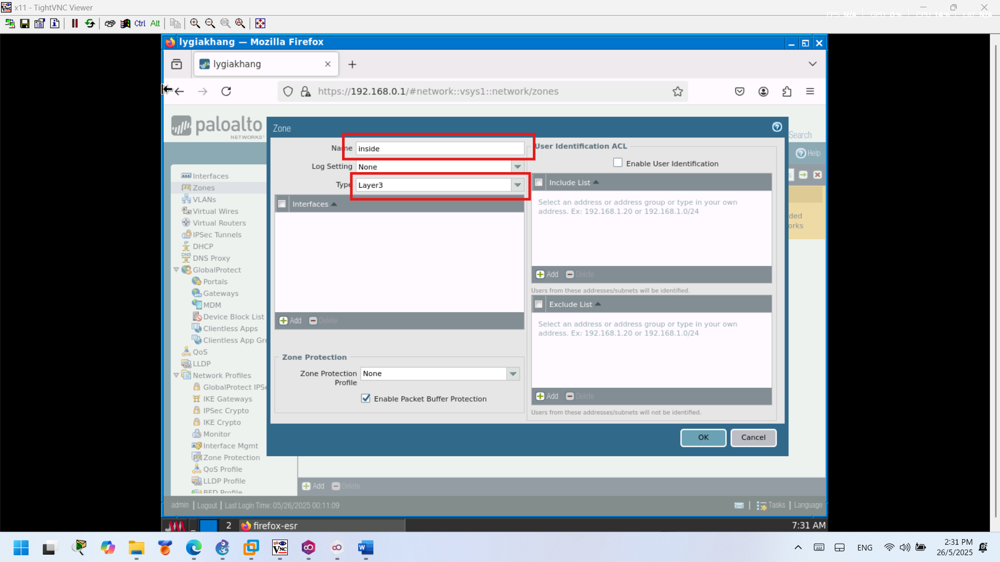 x11 - TightVNC Viewer
FPS N/A | GPU 0% | CPU 14% | LAT N/A
Ctrl Alt
lygiakhang — Mozilla Firefox
lygiakhang
https://192.168.0.1/#network::vsys1::network/zones
paloalto
NETWORKS®
Search
Help
Zone
Name inside
Log Setting None
Type Layer3
Interfaces
Add Delete
Zone Protection
Zone Protection Profile None
Enable Packet Buffer Protection
User Identification ACL
Enable User Identification
Include List
Select an address or address group or type in your own
address. Ex: 192.168.1.20 or 192.168.1.0/24
Add Delete
Users from these addresses/subnets will be identified.
Exclude List
Select an address or address group or type in your own
address. Ex: 192.168.1.20 or 192.168.1.0/24
Add Delete
Users from these addresses/subnets will not be identified.
OK Cancel
s
ded
orks
Interfaces
Zones
VLANs
Virtual Wires
Virtual Routers
IPSec Tunnels
DHCP
DNS Proxy
GlobalProtect
Portals
Gateways
MDM
Device Block List
Clientless Apps
Clientless App Gro
QoS
LLDP
Network Profiles
GlobalProtect IPSe
IKE Gateways
IPSec Crypto
IKE Crypto
Monitor
Interface Mgmt
Zone Protection
QoS Profile
LLDP Profile
BFD Profile
Add Delete
admin | Logout | Last Login Time: 05/26/2025 00:11:09
Tasks | Language
2 firefox-esr
7:31 AM
ENG
2:31 PM
26/5/2025